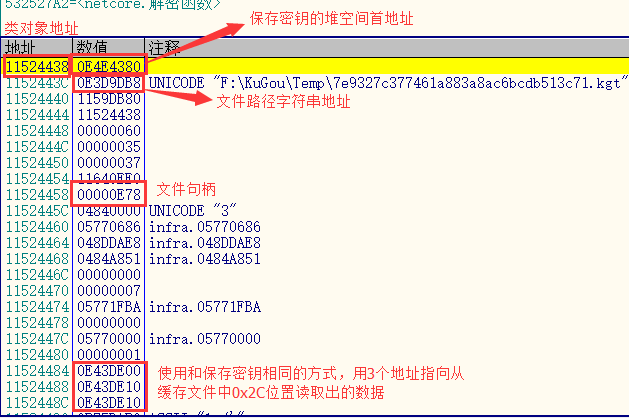 532527A2=<netcore.解密函数>
保存密钥的堆空间首地址
类对象地址
地址 数值 注释
11524438 0E4E4380
1152443C 0E3D9DB8 UNICODE "F:\KuGou\Temp\7e9327c377461a883a8ac6bcdb513c71.kgt"
11524440 1159DB80 文件路径字符串地址
11524444 11524438
11524448 00000060
1152444C 00000035
11524450 00000037
11524454 11640EE0
11524458 00000E78 文件句柄
1152445C 04840000 UNICODE "3"
11524460 05770686 infra.05770686
11524464 048DDAE8 infra.048DDAE8
11524468 0484A851 infra.0484A851
1152446C 00000000
11524470 00000007
11524474 05771FBA infra.05771FBA
11524478 00000000
1152447C 05770000 infra.05770000
11524480 00000001
11524484 0E43DE00 使用和保存密钥相同的方式，用3个地址指向从
11524488 0E43DE10 缓存文件中0x2C位置读取出的数据
1152448C 0E43DE10